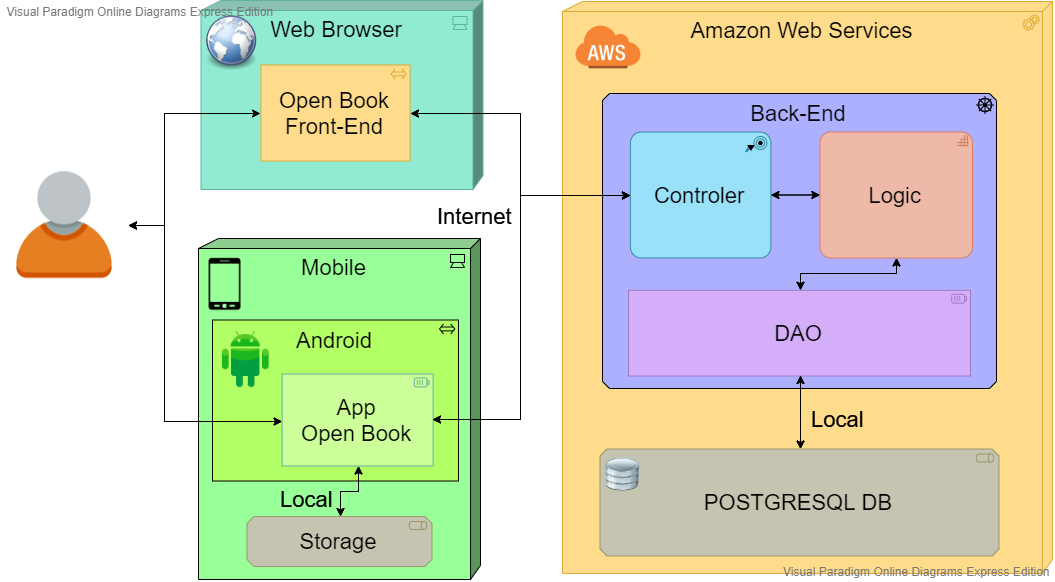 Visual Paradigm Online Diagrams Express Edition
Web Browser
Open Book
Front-End
Internet
Mobile
Android
App
Open Book
Local
Storage
Amazon Web Services
AWS
Back-End
Controler
Logic
DAO
Local
POSTGRESQL DB
Visual Paradigm Online Diagrams Express Edition